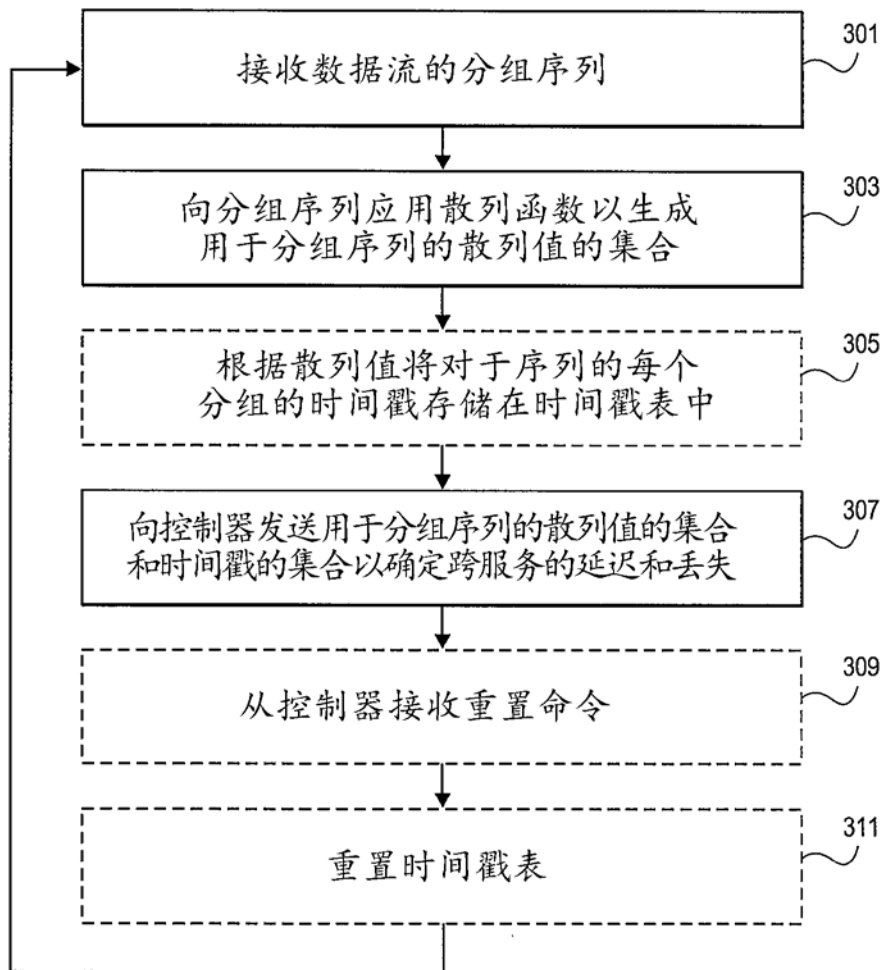 接收数据流的分组序列
301
向分组序列应用散列函数以生成
用于分组序列的散列值的集合
303
根据散列值将对于序列的每个
分组的时间戳存储在时间戳表中
305
向控制器发送用于分组序列的散列值的集合
和时间戳的集合以确定跨服务的延迟和丢失
307
从控制器接收重置命令
309
重置时间戳表
311